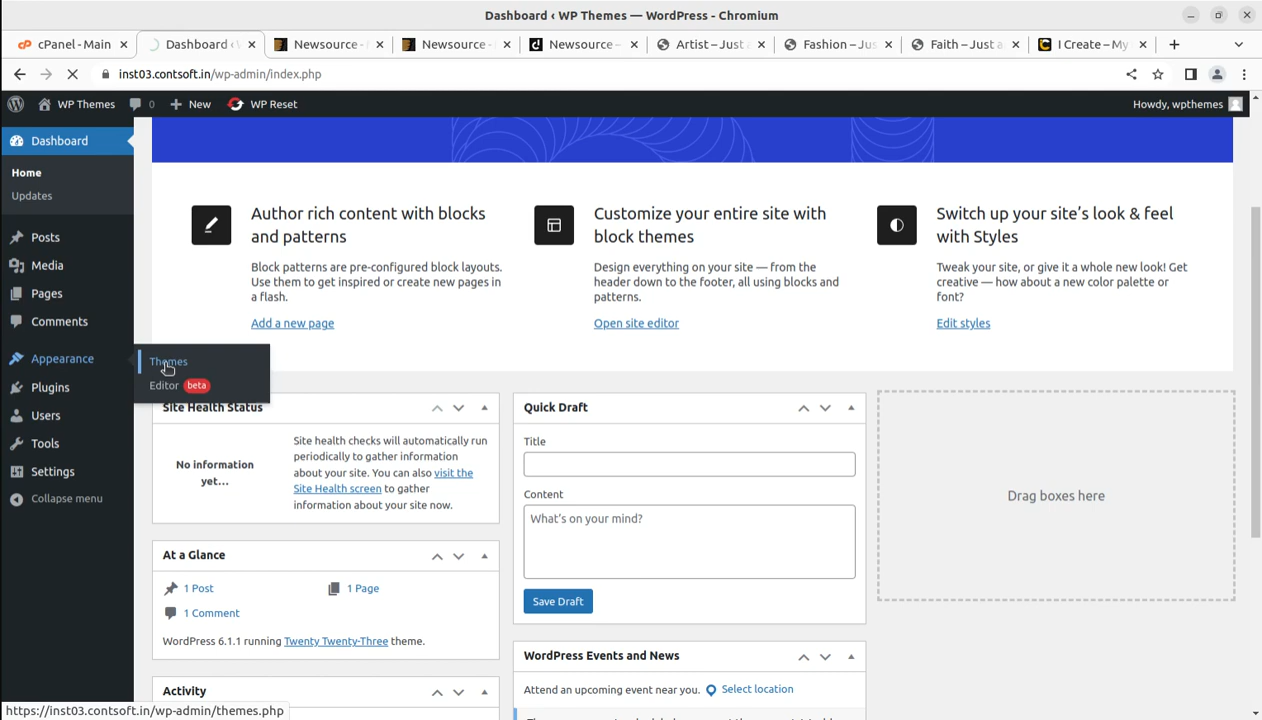 Dashboard ‹ WP Themes — WordPress - Chromium
cPanel - Main
Dashboard ‹
Newsource -
Newsource -
Newsource -
Artist – Just
Fashion – Jus
Faith – Just a
I Create – My
inst03.contsoft.in/wp-admin/index.php
WP Themes 0 New WP Reset
Howdy, wpthemes
Dashboard
Home
Updates
Posts
Media
Pages
Comments
Appearance
Plugins
Users
Tools
Settings
Collapse menu
Themes
Editor beta
Author rich content with blocks
and patterns
Block patterns are pre-configured block layouts.
Use them to get inspired or create new pages in
a flash.
Add a new page
Customize your entire site with
block themes
Design everything on your site — from the
header down to the footer, all using blocks and
patterns.
Open site editor
Switch up your site’s look & feel
with Styles
Tweak your site, or give it a whole new look! Get
creative — how about a new color palette or
font?
Edit styles
Site Health Status
No information
yet…
Site health checks will automatically run
periodically to gather information
about your site. You can also visit the
Site Health screen to gather
information about your site now.
At a Glance
1 Post
1 Page
1 Comment
WordPress 6.1.1 running Twenty Twenty-Three theme.
Activity
Quick Draft
Title
Content
What’s on your mind?
Save Draft
WordPress Events and News
Attend an upcoming event near you.
Select location
Drag boxes here
https://inst03.contsoft.in/wp-admin/themes.php